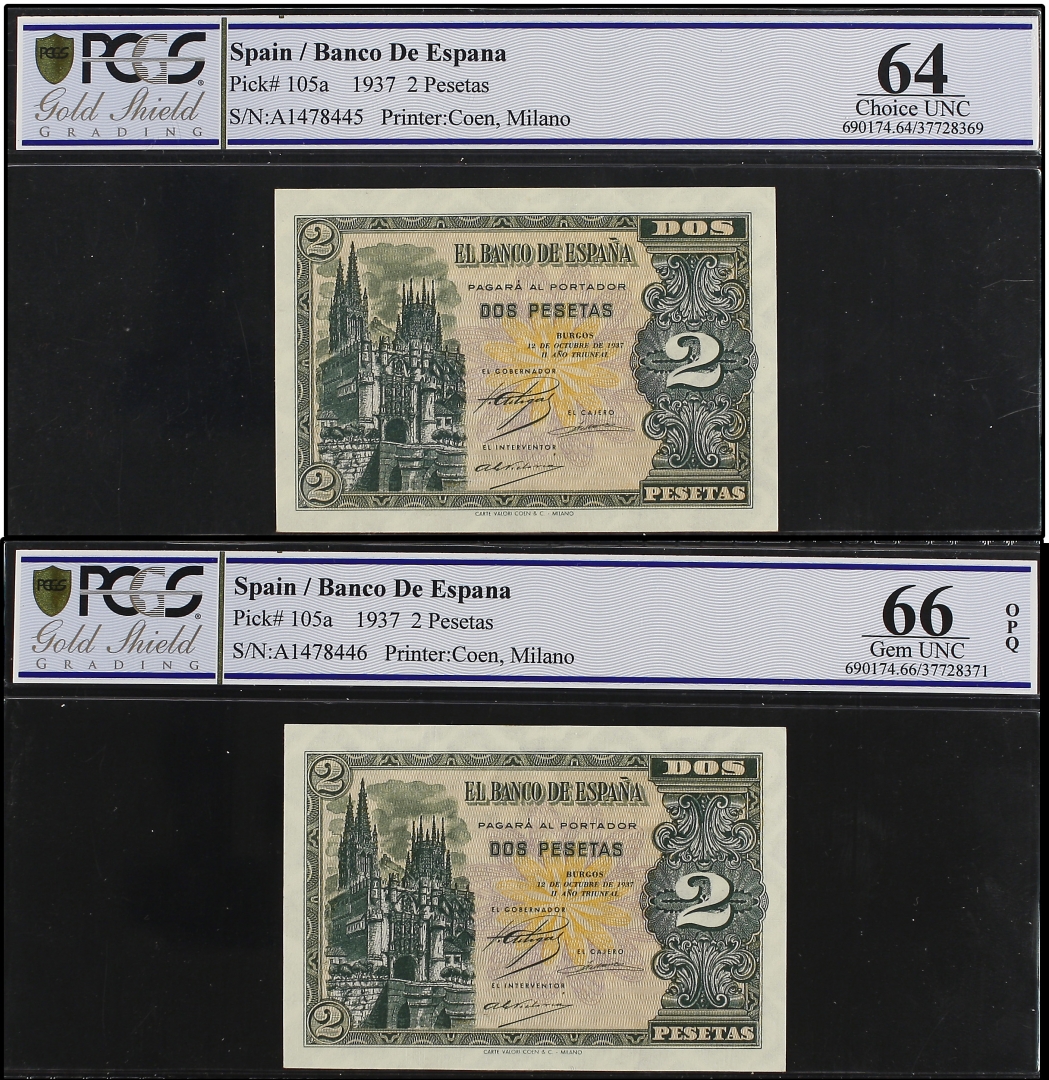 PCGS
PCGS
Gold Shield
GRADING
Spain / Banco De Espana
Pick# 105a 1937 2 Pesetas
S/N:A1478445 Printer:Coen, Milano
64
Choice UNC
690174.64/37728369
2
DOS
EL BANCO DE ESPAÑA
PAGARÁ AL PORTADOR
DOS PESETAS
BURGOS
12 DE OCTUBRE DE 1937
II AÑO TRIUNFAL
2
EL GOBERNADOR
EL CAJERO
EL INTERVENTOR
2
PESETAS
CARTE VALORI COEN & C. - MILANO
PCGS
PCGS
Gold Shield
GRADING
Spain / Banco De Espana
Pick# 105a 1937 2 Pesetas
S/N:A1478446 Printer:Coen, Milano
66
Gem UNC
690174.66/37728371
OPQ
2
DOS
EL BANCO DE ESPAÑA
PAGARÁ AL PORTADOR
DOS PESETAS
BURGOS
12 DE OCTUBRE DE 1937
II AÑO TRIUNFAL
2
EL GOBERNADOR
EL CAJERO
EL INTERVENTOR
2
PESETAS
CARTE VALORI COEN & C. - MILANO